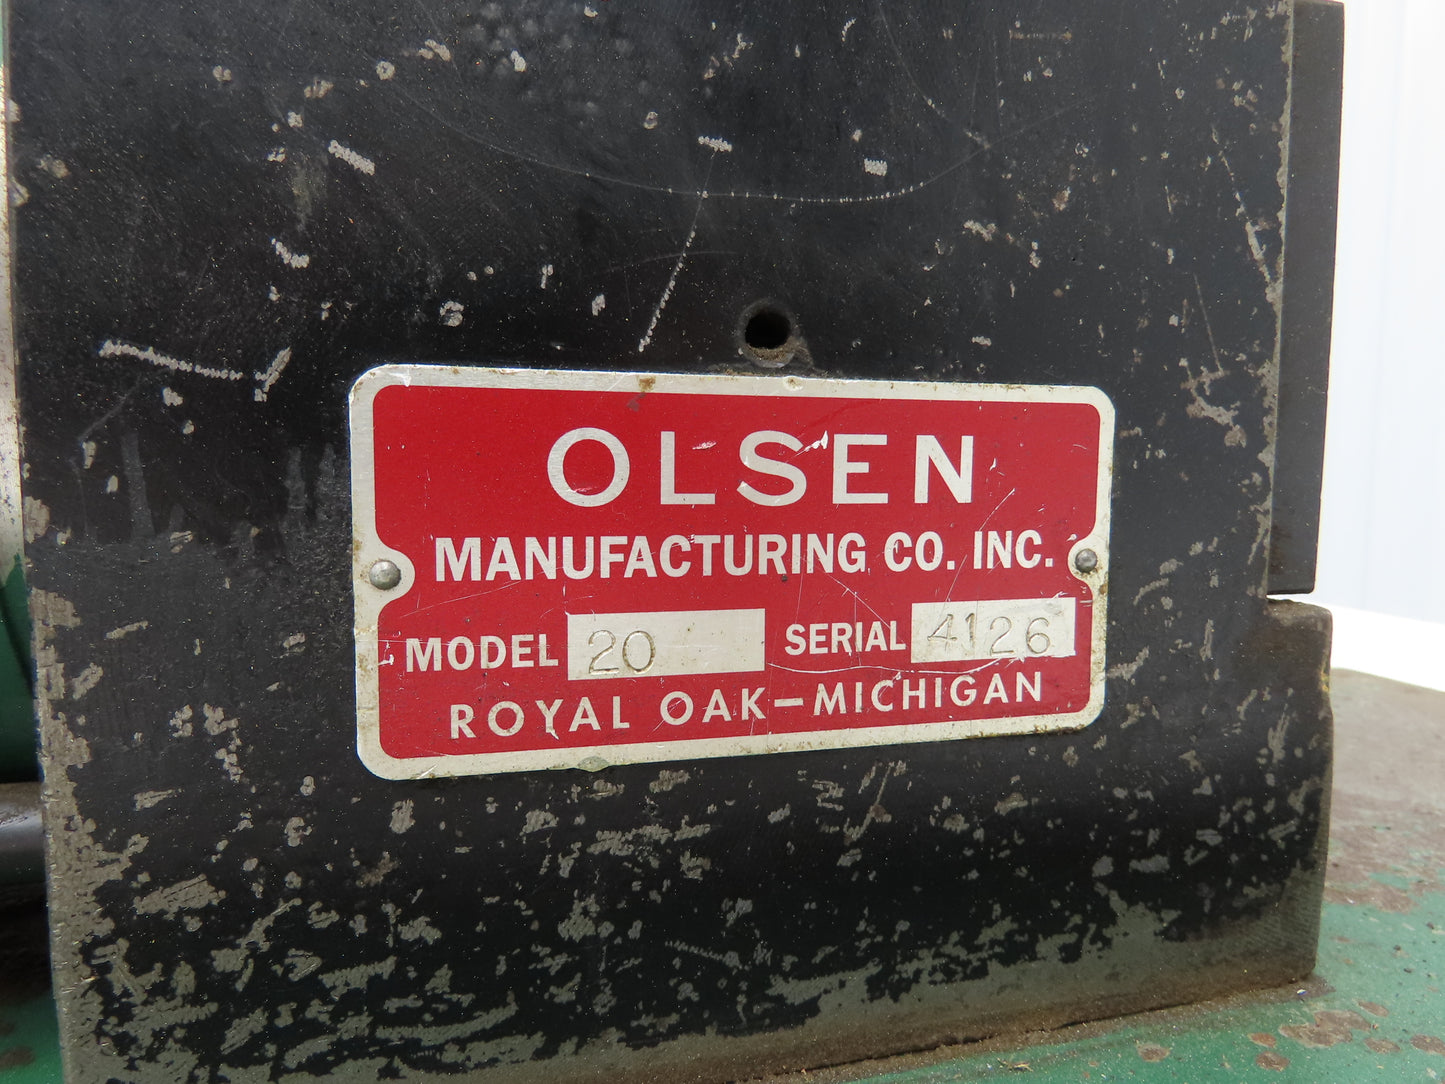 OLSEN
MANUFACTURING CO. INC.
MODEL 20 SERIAL 4126
ROYAL OAK—MICHIGAN